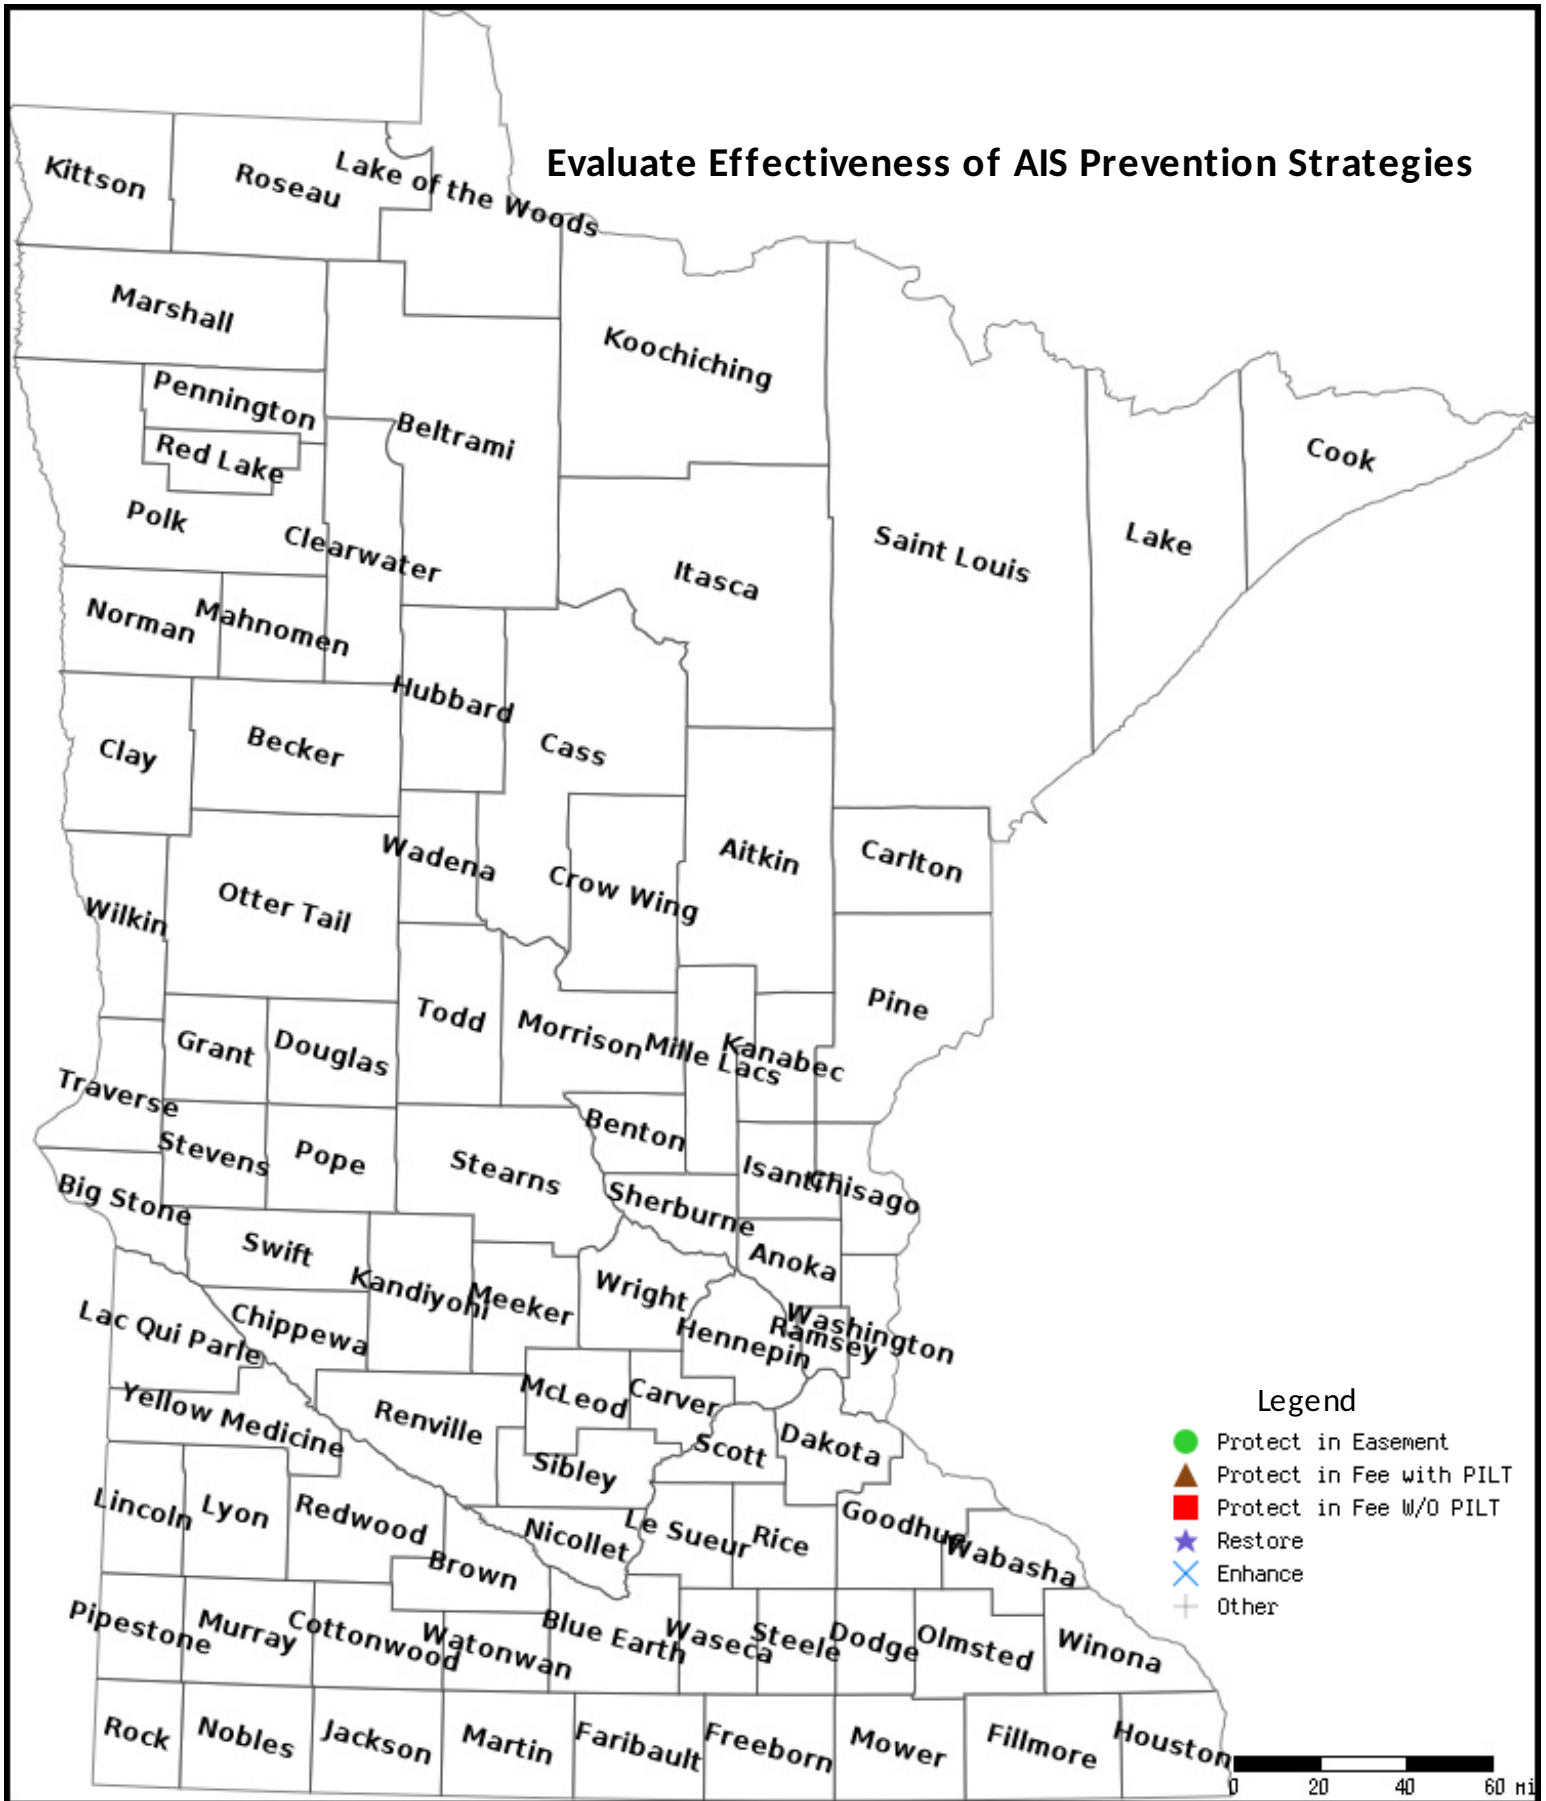 Evaluate Effectiveness of AIS Prevention Strategies
Kittson
Roseau
Lake of the Woods
Marshall
Koochiching
Pennington
Beltrami
Red Lake
Cook
Polk
Clearwater
Saint Louis
Lake
Itasca
Norman
Mahnomen
Hubbard
Clay
Becker
Cass
Wadena
Aitkin
Carlton
Otter Tail
Crow Wing
Wilkin
Pine
Todd
Morrison
Grant
Douglas
Mille Lacs
Kanabec
Traverse
Benton
Stevens
Pope
Stearns
Isanti
Chisago
Big Stone
Sherburne
Swift
Anoka
Kandiyohi
Meeker
Wright
Lac Qui Parle
Chippewa
Hennepin
Ramsey
Washington
McLeod
Carver
Yellow Medicine
Renville
Scott
Dakota
Sibley
Lincoln
Lyon
Redwood
Nicollet
Le Sueur
Rice
Goodhue
Wabasha
Brown
Pipestone
Murray
Cottonwood
Watonwan
Blue Earth
Waseca
Steele
Dodge
Olmsted
Winona
Rock
Nobles
Jackson
Martin
Faribault
Freeborn
Mower
Fillmore
Houston
Legend
Protect in Easement
Protect in Fee with PILT
Protect in Fee W/O PILT
Restore
Enhance
Other
0 20 40 60 mi